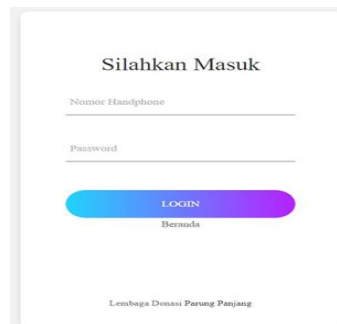 Silahkan Masuk
Nomor Handphone
Password
LOGIN
Beranda
Lembaga Donasi Parung Panjang